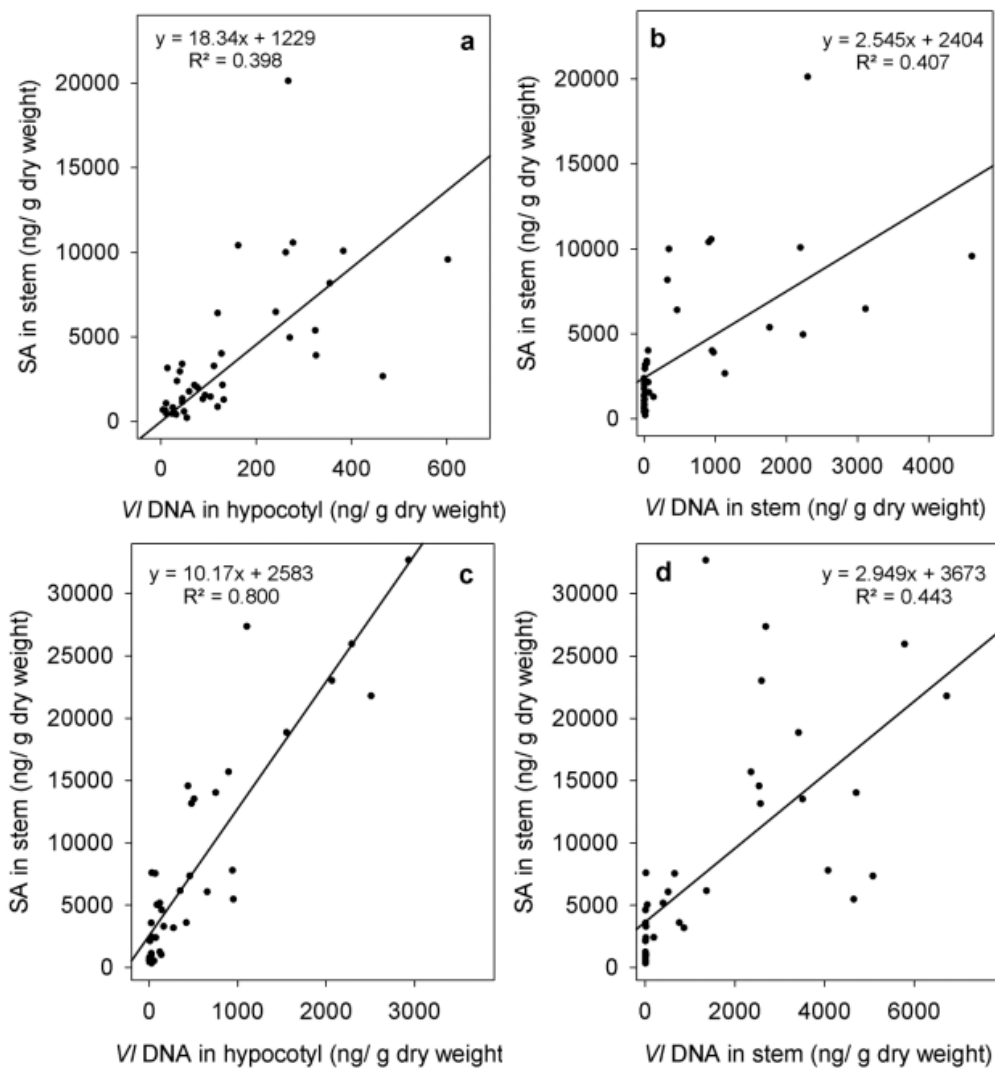 y = 18.34x + 1229
R² = 0.398
a
SA in stem (ng/ g dry weight)
20000
15000
10000
5000
0
0 200 400 600
Vl DNA in hypocotyl (ng/ g dry weight)
b
y = 2.545x + 2404
R² = 0.407
SA in stem (ng/ g dry weight)
20000
15000
10000
5000
0
0 1000 2000 3000 4000
Vl DNA in stem (ng/ g dry weight)
y = 10.17x + 2583
R² = 0.800
c
SA in stem (ng/ g dry weight)
30000
25000
20000
15000
10000
5000
0
0 1000 2000 3000
Vl DNA in hypocotyl (ng/ g dry weight
d
y = 2.949x + 3673
R² = 0.443
SA in stem (ng/ g dry weight)
30000
25000
20000
15000
10000
5000
0
0 2000 4000 6000
Vl DNA in stem (ng/ g dry weight)